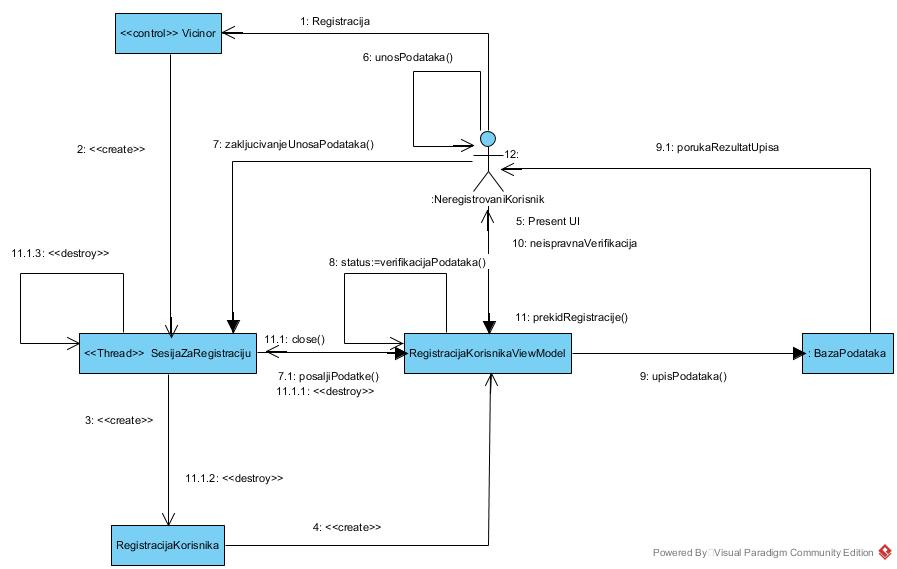 1: Registracija
<<control>> Vicinor
6: unosPodataka()
2: <<create>>
7: zakljucivanjeUnosaPodataka()
12:
9.1: porukaRezultatUpisa
:NeregistrovaniKorisnik
5: Present UI
10: neispravnaVerifikacija
11.1.3: <<destroy>>
8: status:=verifikacijaPodataka()
11: prekidRegistracije()
11.1: close()
<<Thread>> SesijaZaRegistraciju
RegistracijaKorisnikaViewModel
: BazaPodataka
7.1: posaljiPodatke()
11.1.1: <<destroy>>
9: upisPodataka()
3: <<create>>
11.1.2: <<destroy>>
4: <<create>>
RegistracijaKorisnika
Powered By Visual Paradigm Community Edition